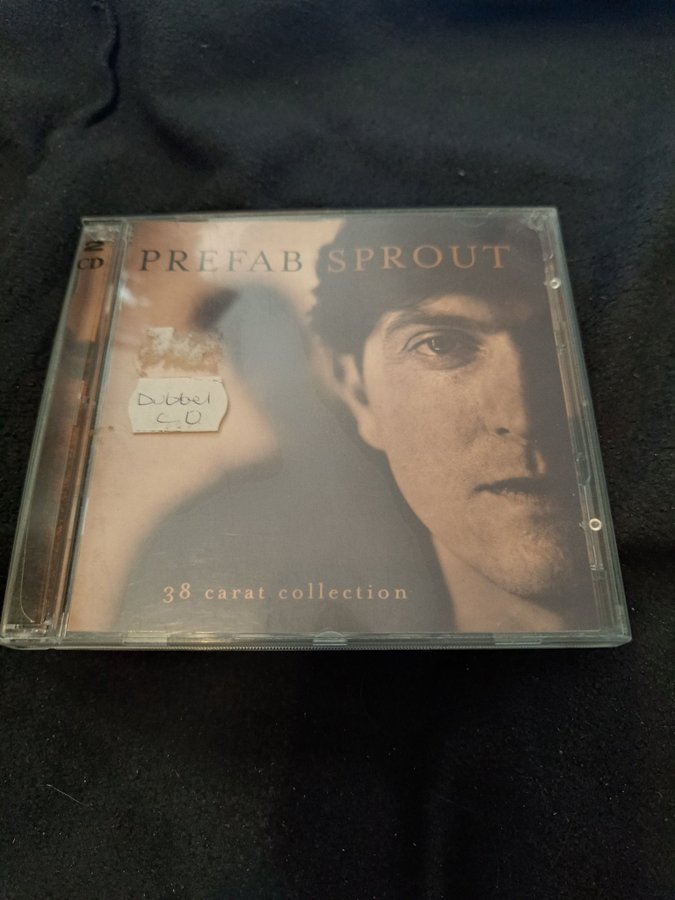 2
CD
PREFAB SPROUT
Dubbel
CD
38 carat collection